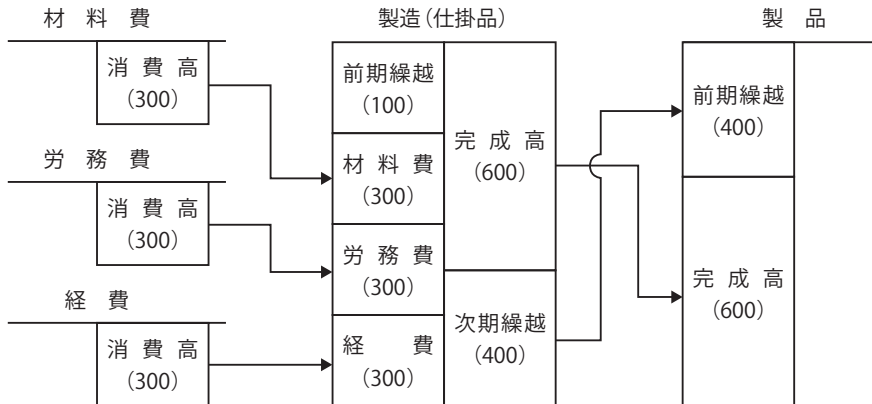 材料費
消費高
(300)
労務費
消費高
(300)
経費
消費高
(300)
製造(仕掛品)
前期繰越
(100)
材料費
(300)
労務費
(300)
経費
(300)
完成高
(600)
次期繰越
(400)
製品
前期繰越
(400)
完成高
(600)